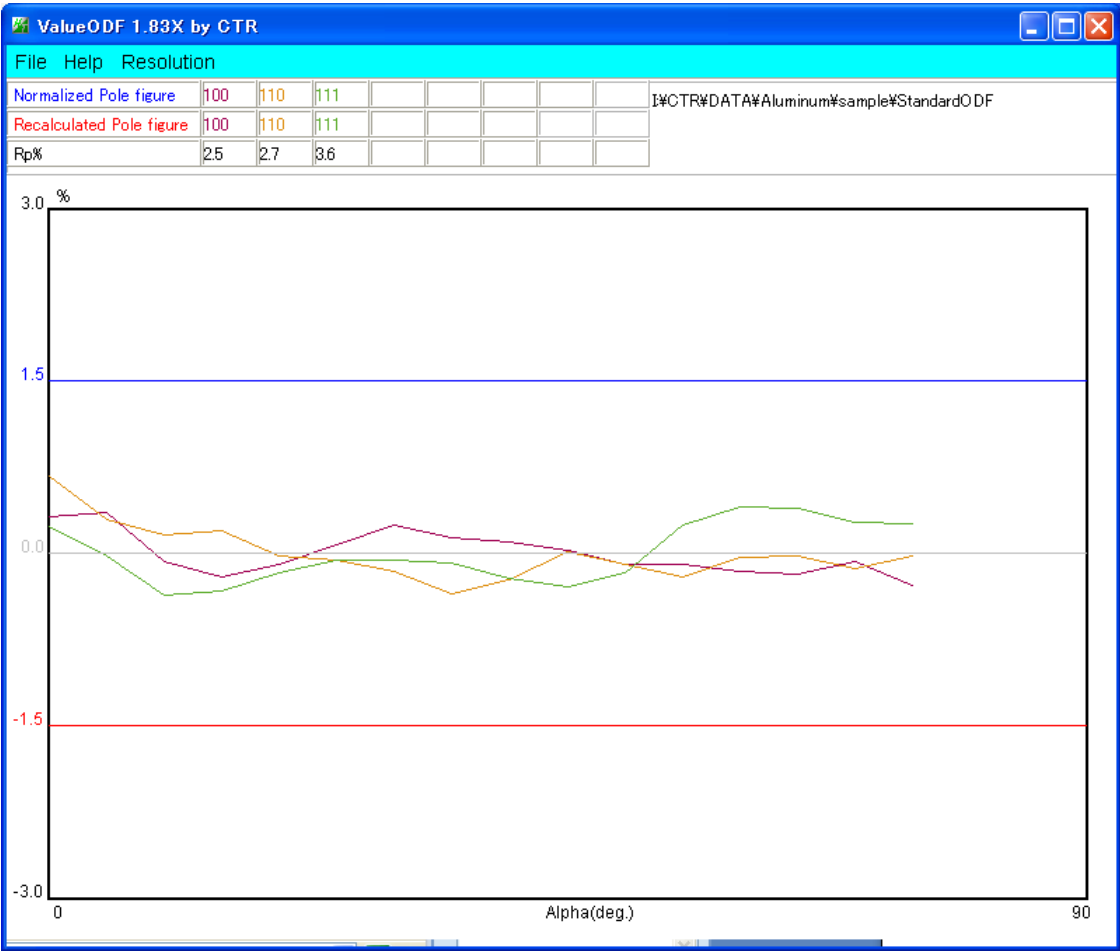 ValueODF 1.83X by CTR
File Help Resolution
Normalized Pole figure 100 110 111
I¥CTR¥DATA¥Aluminum¥sample¥StandardODF
Recalculated Pole figure 100 110 111
Rp% 2.5 2.7 3.6
3.0 %
1.5
0.0
-1.5
-3.0
0 Alpha(deg.) 90